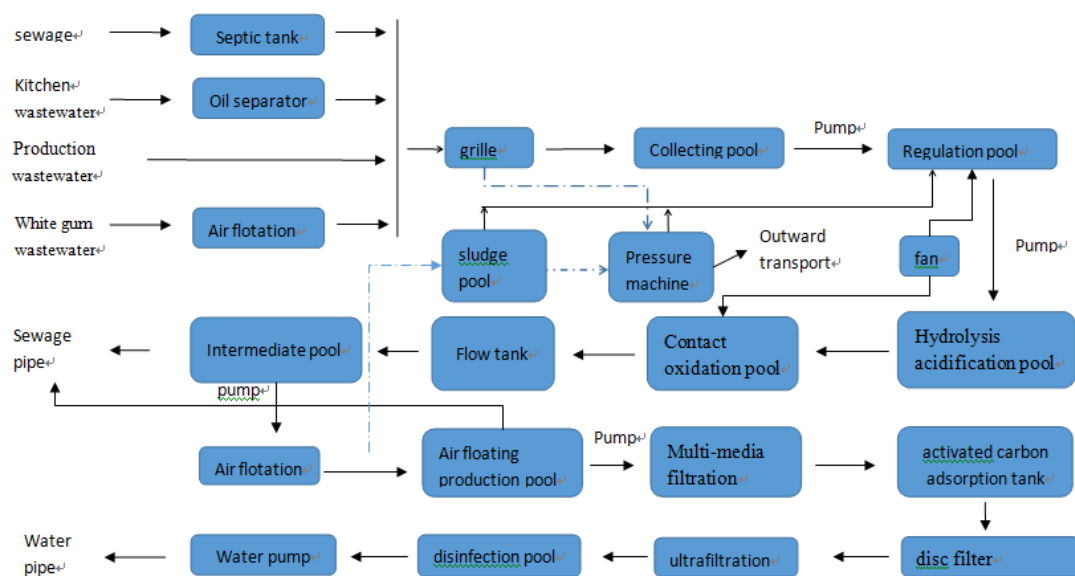 sewage
Septic tank
Kitchen
wastewater
Oil separator
Production
wastewater
grille
Collecting pool
Pump
Regulation pool
White gum
wastewater
Air flotation
sludge
pool
Pressure
machine
Outward
transport
fan
Pump
Sewage
pipe
Intermediate pool
pump
Flow tank
Contact
oxidation pool
Hydrolysis
acidification pool
Air flotation
Air floating
production pool
Pump
Multi-media
filtration
activated carbon
adsorption tank
Water
pipe
Water pump
disinfection pool
ultrafiltration
disc filter